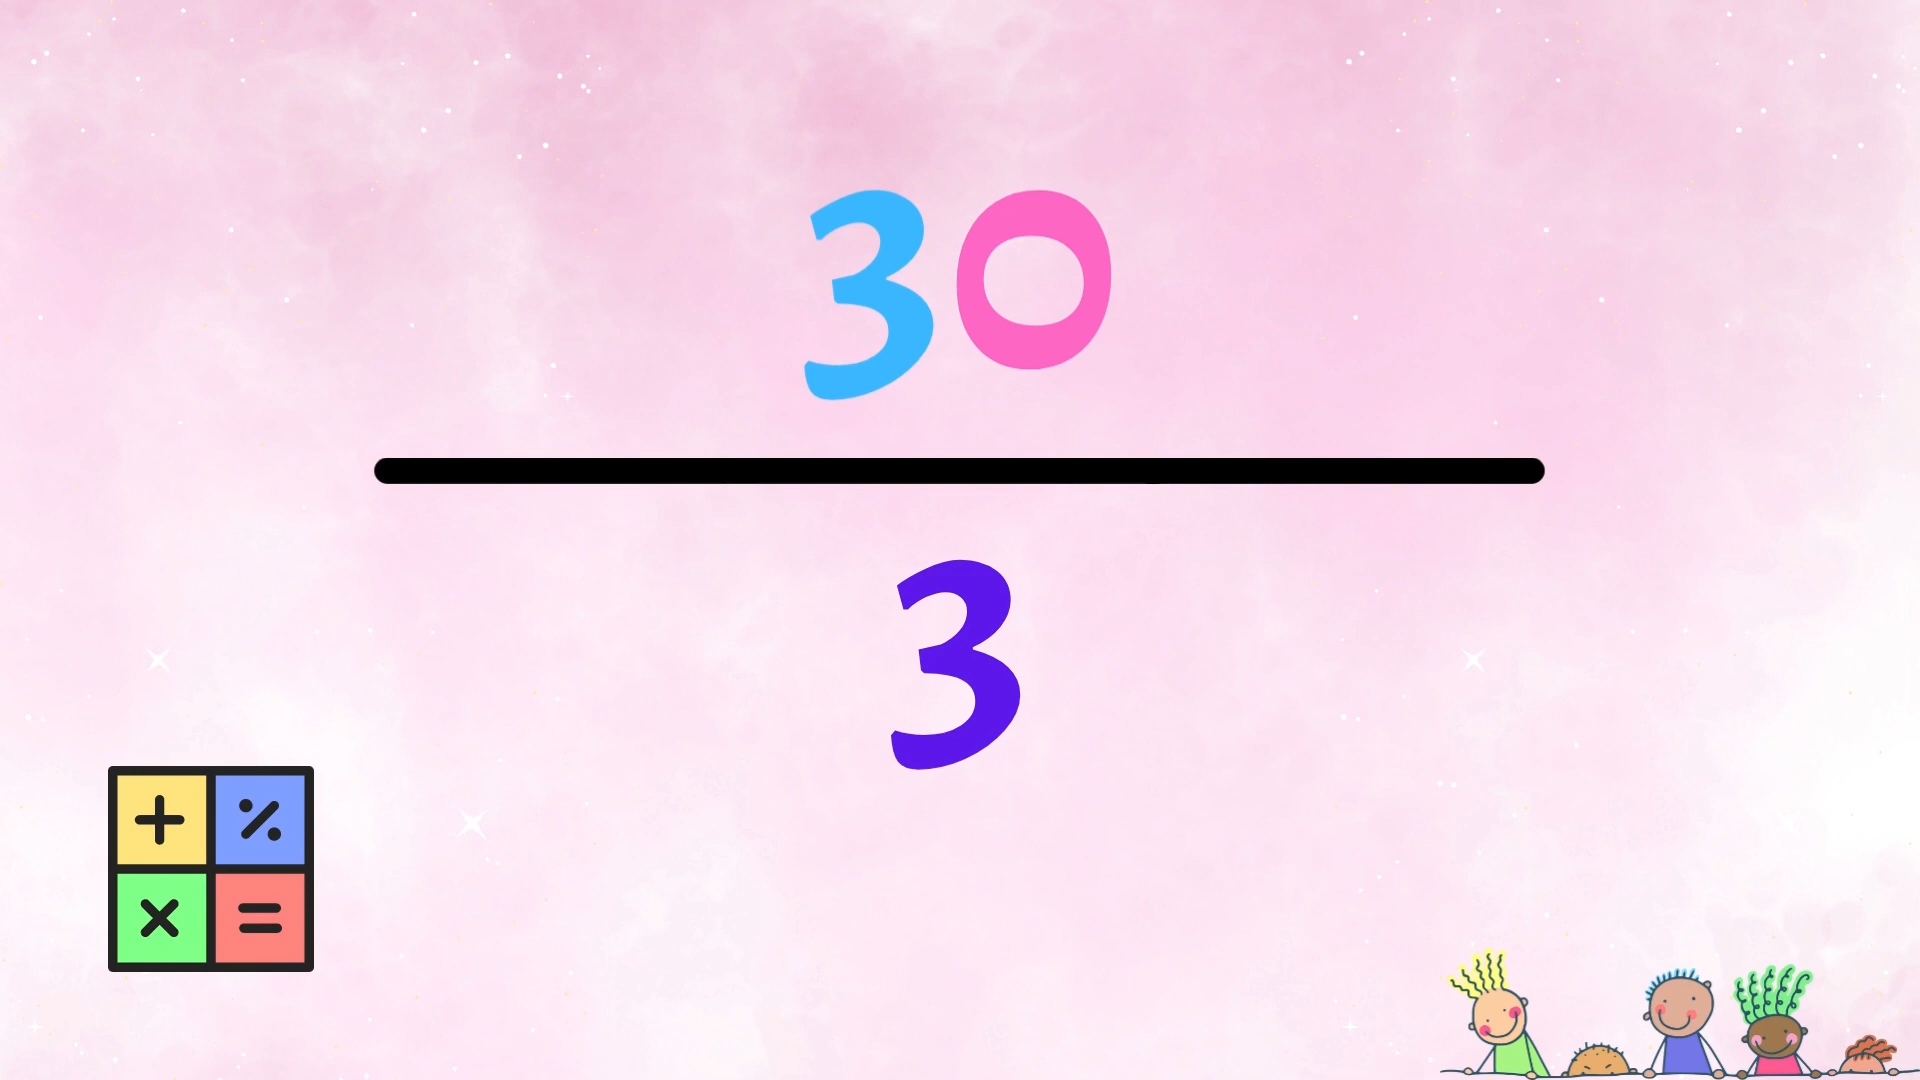 30
3
+ %
× =